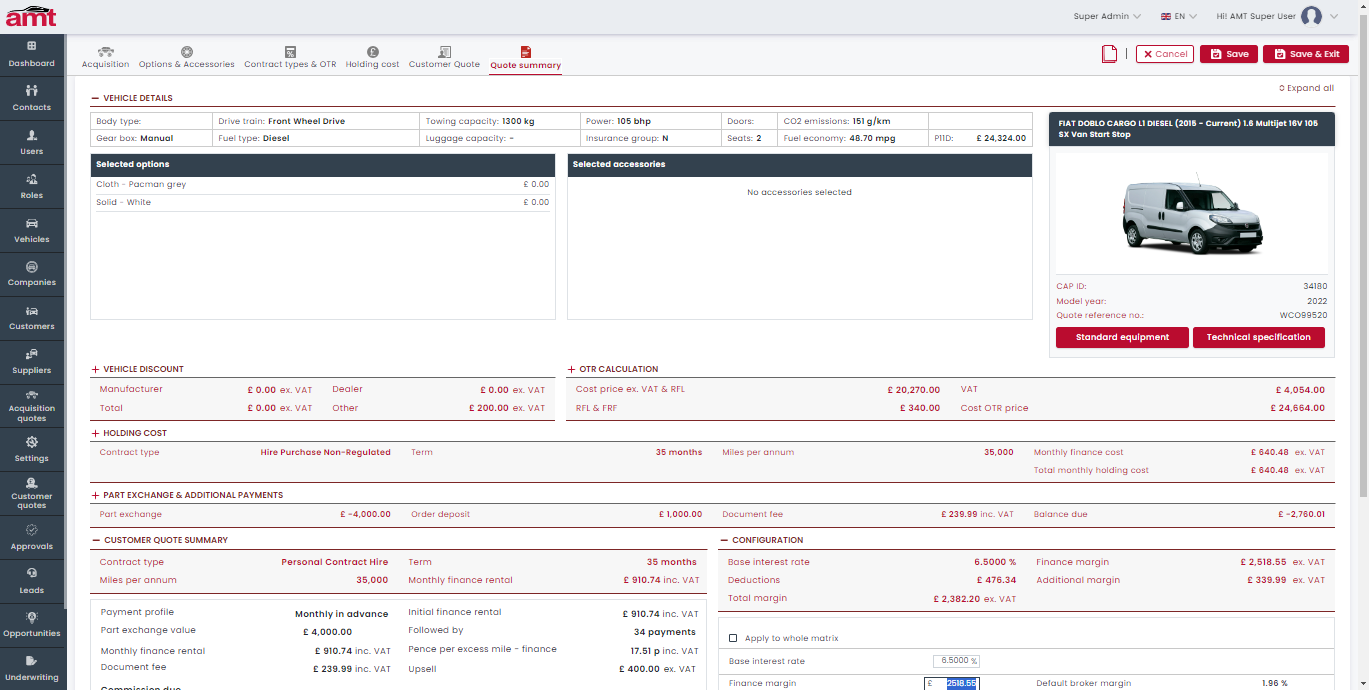 amt
Super Admin EN Hi! AMT Super User
Dashboard
Contacts
Users
Roles
Vehicles
Companies
Customers
Suppliers
Acquisition
quotes
Settings
Customer
quotes
Approvals
Leads
Opportunities
Underwriting
Acquisition Options & Accessories Contract types & OTR Holding cost Customer Quote Quote summary
Cancel Save Save & Exit
Expand all
VEHICLE DETAILS
Body type: Drive train: Front Wheel Drive Towing capacity: 1300 kg Power: 105 bhp Doors: CO2 emissions: 151 g/km
Gear box: Manual Fuel type: Diesel Luggage capacity: - Insurance group: N Seats: 2 Fuel economy: 48.70 mpg P11D: £ 24,324.00
Selected options
Cloth - Pacman grey £ 0.00
Solid - White £ 0.00
Selected accessories
No accessories selected
FIAT DOBLO CARGO L1 DIESEL (2015 - Current) 1.6 Multijet 16V 105
SX Van Start Stop
CAP ID: 34180
Model year: 2022
Quote reference no.: WCO99520
Standard equipment Technical specification
VEHICLE DISCOUNT
Manufacturer £ 0.00 ex. VAT Dealer £ 0.00 ex. VAT
Total £ 0.00 ex. VAT Other £ 200.00 ex. VAT
OTR CALCULATION
Cost price ex. VAT & RFL £ 20,270.00 VAT £ 4,054.00
RFL & FRF £ 340.00 Cost OTR price £ 24,664.00
HOLDING COST
Contract type Hire Purchase Non-Regulated Term 35 months Miles per annum 35,000 Monthly finance cost £ 640.48 ex. VAT
Total monthly holding cost £ 640.48 ex. VAT
PART EXCHANGE & ADDITIONAL PAYMENTS
Part exchange £ -4,000.00 Order deposit £ 1,000.00 Document fee £ 239.99 inc. VAT Balance due £ -2,760.01
CUSTOMER QUOTE SUMMARY
Contract type Personal Contract Hire Term 35 months
Miles per annum 35,000 Monthly finance rental £ 910.74 inc. VAT
Payment profile Monthly in advance Initial finance rental £ 910.74 inc. VAT
Part exchange value £ 4,000.00 Followed by 34 payments
Monthly finance rental £ 910.74 inc. VAT Pence per excess mile - finance 17.51 p inc. VAT
Document fee £ 239.99 inc. VAT Upsell £ 400.00 ex. VAT
Commission due
CONFIGURATION
Base interest rate 6.5000 % Finance margin £ 2,518.55 ex. VAT
Deductions £ 476.34 Additional margin £ 339.99 ex. VAT
Total margin £ 2,382.20 ex. VAT
Apply to whole matrix
Base interest rate 6.5000 %
Finance margin £ 2518.55 Default broker margin 1.96 %